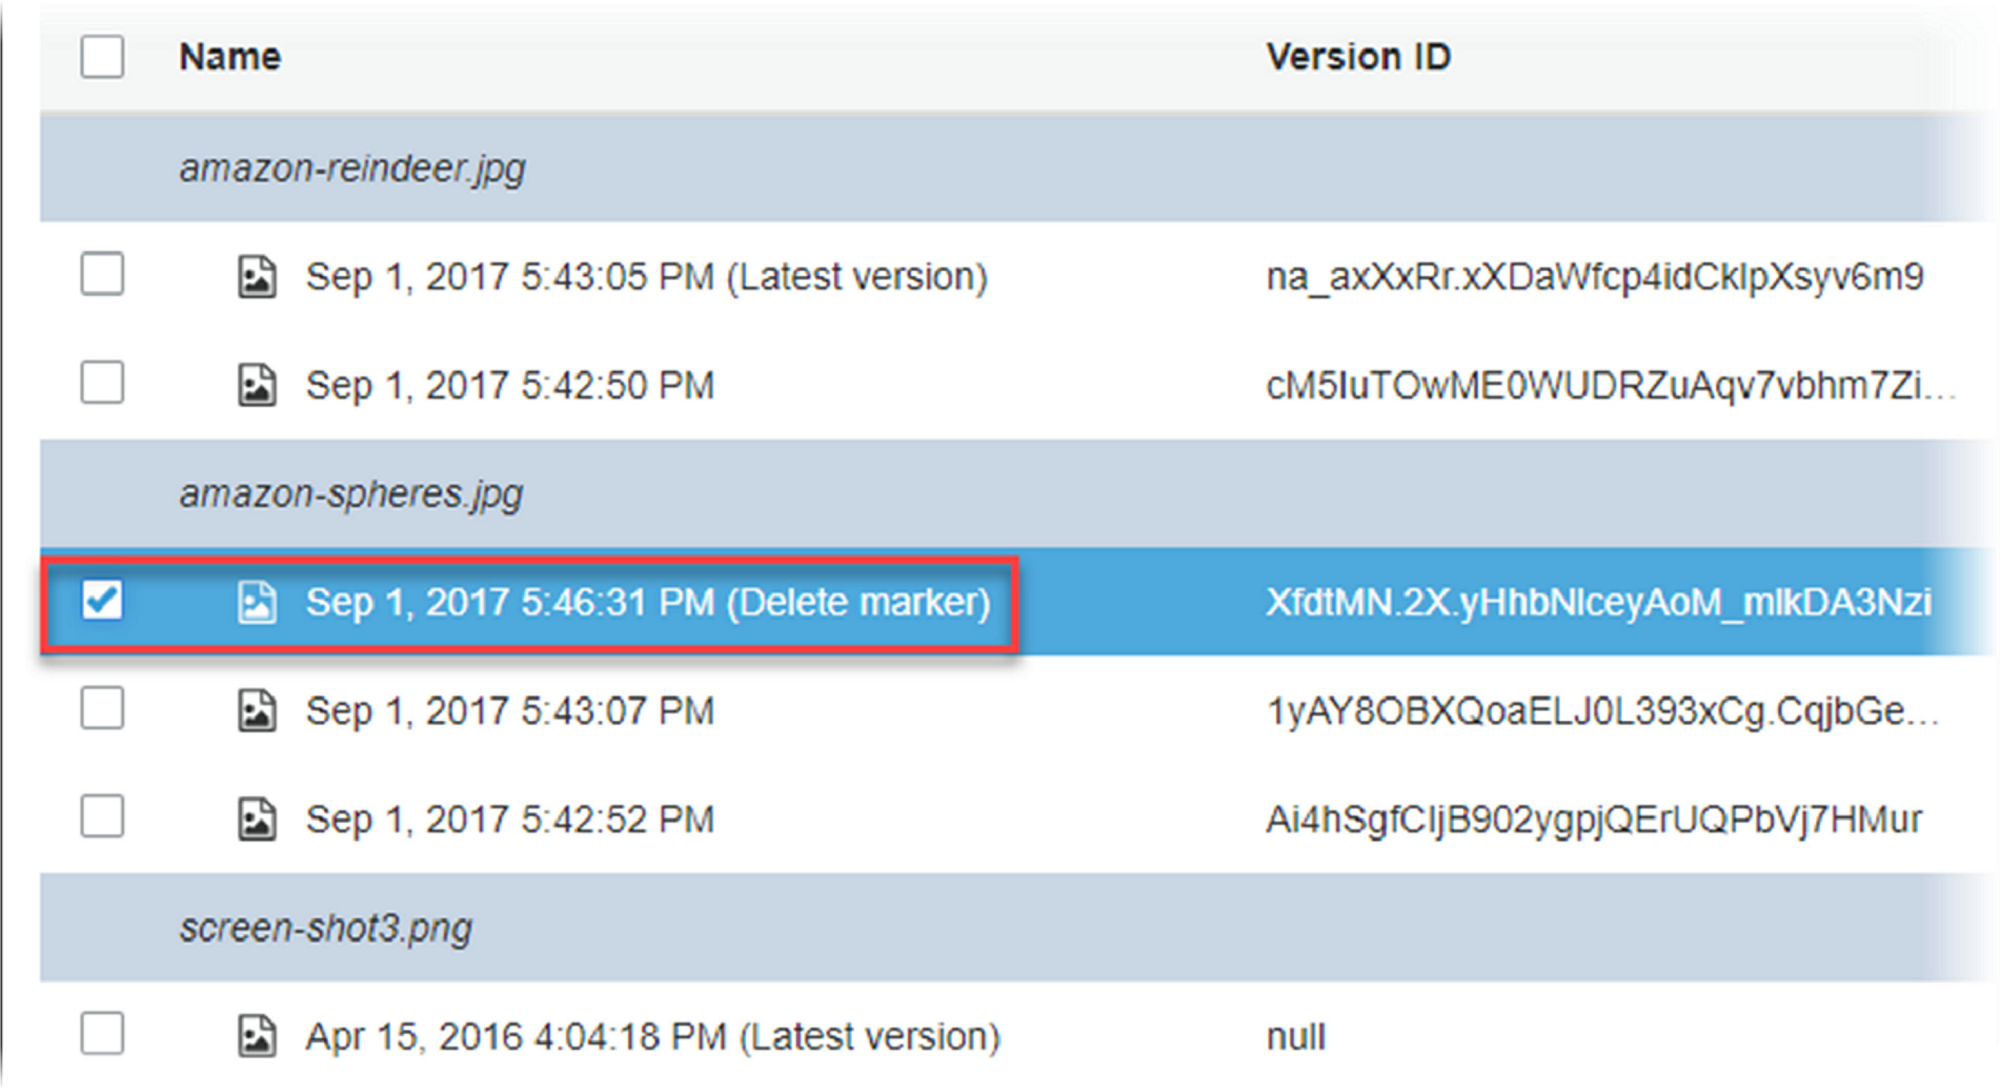 Name Version ID
amazon-reindeer.jpg
Sep 1, 2017 5:43:05 PM (Latest version) na_axXxRr.xXDaWfcp4idCklpXsyv6m9
Sep 1, 2017 5:42:50 PM cM5IuTOwME0WUDRZuAqv7vbhm7Zi...
amazon-spheres.jpg
Sep 1, 2017 5:46:31 PM (Delete marker) XfdtMN.2X.yHhbNlceyAoM_mlkDA3Nzi
Sep 1, 2017 5:43:07 PM 1yAY8OBXQoaELJ0L393xCg.CqjbGe...
Sep 1, 2017 5:42:52 PM Ai4hSgfCIjB902ygpjQErUQPbVj7HMur
screen-shot3.png
Apr 15, 2016 4:04:18 PM (Latest version) null